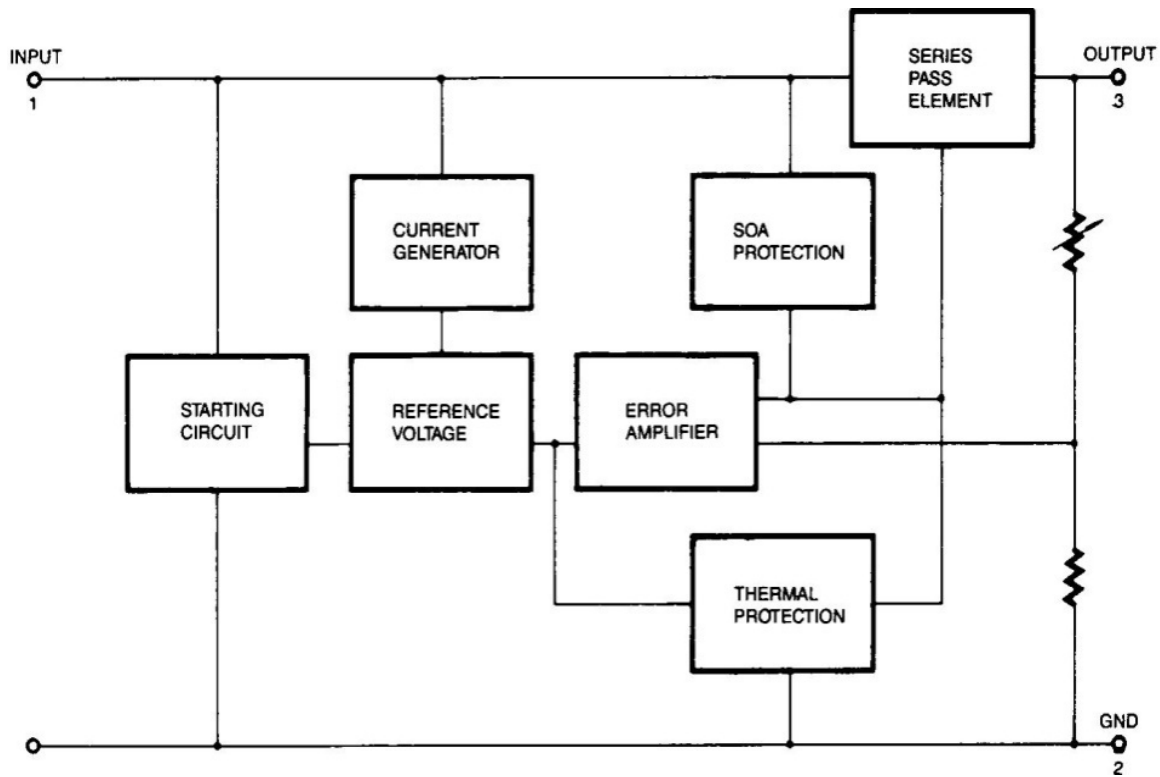 SERIES
PASS
ELEMENT
INPUT
1
OUTPUT
3
CURRENT
GENERATOR
SOA
PROTECTION
STARTING
CIRCUIT
REFERENCE
VOLTAGE
ERROR
AMPLIFIER
THERMAL
PROTECTION
GND
2